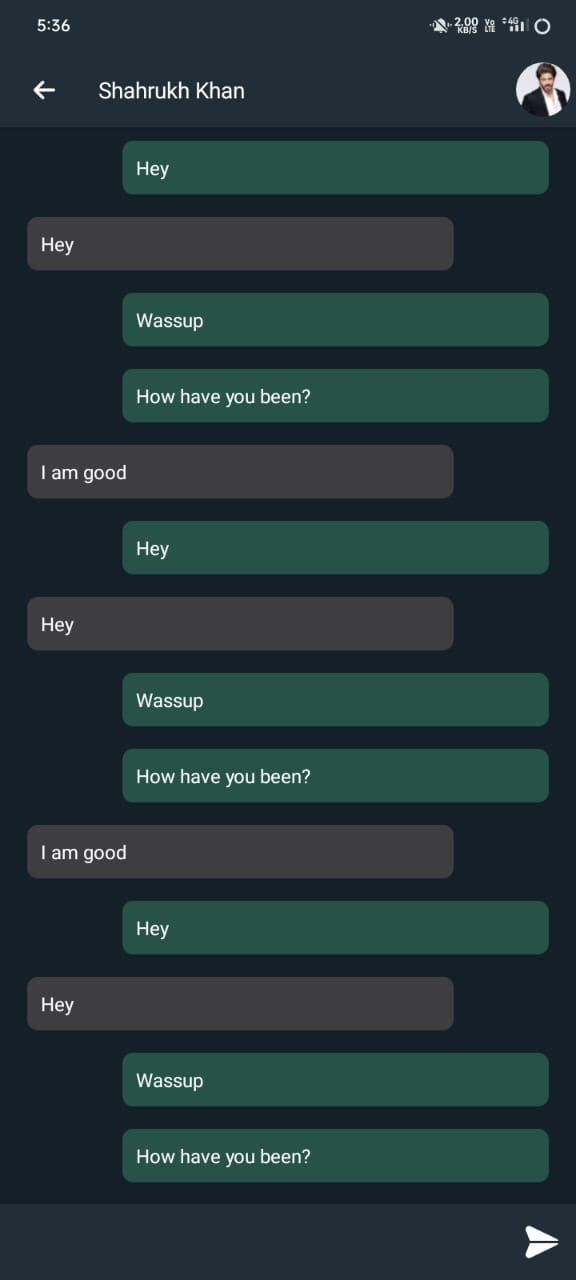 5:36
2.00 KB/S Vo LTE 4G
Shahrukh Khan
Hey
Hey
Wassup
How have you been?
I am good
Hey
Hey
Wassup
How have you been?
I am good
Hey
Hey
Wassup
How have you been?